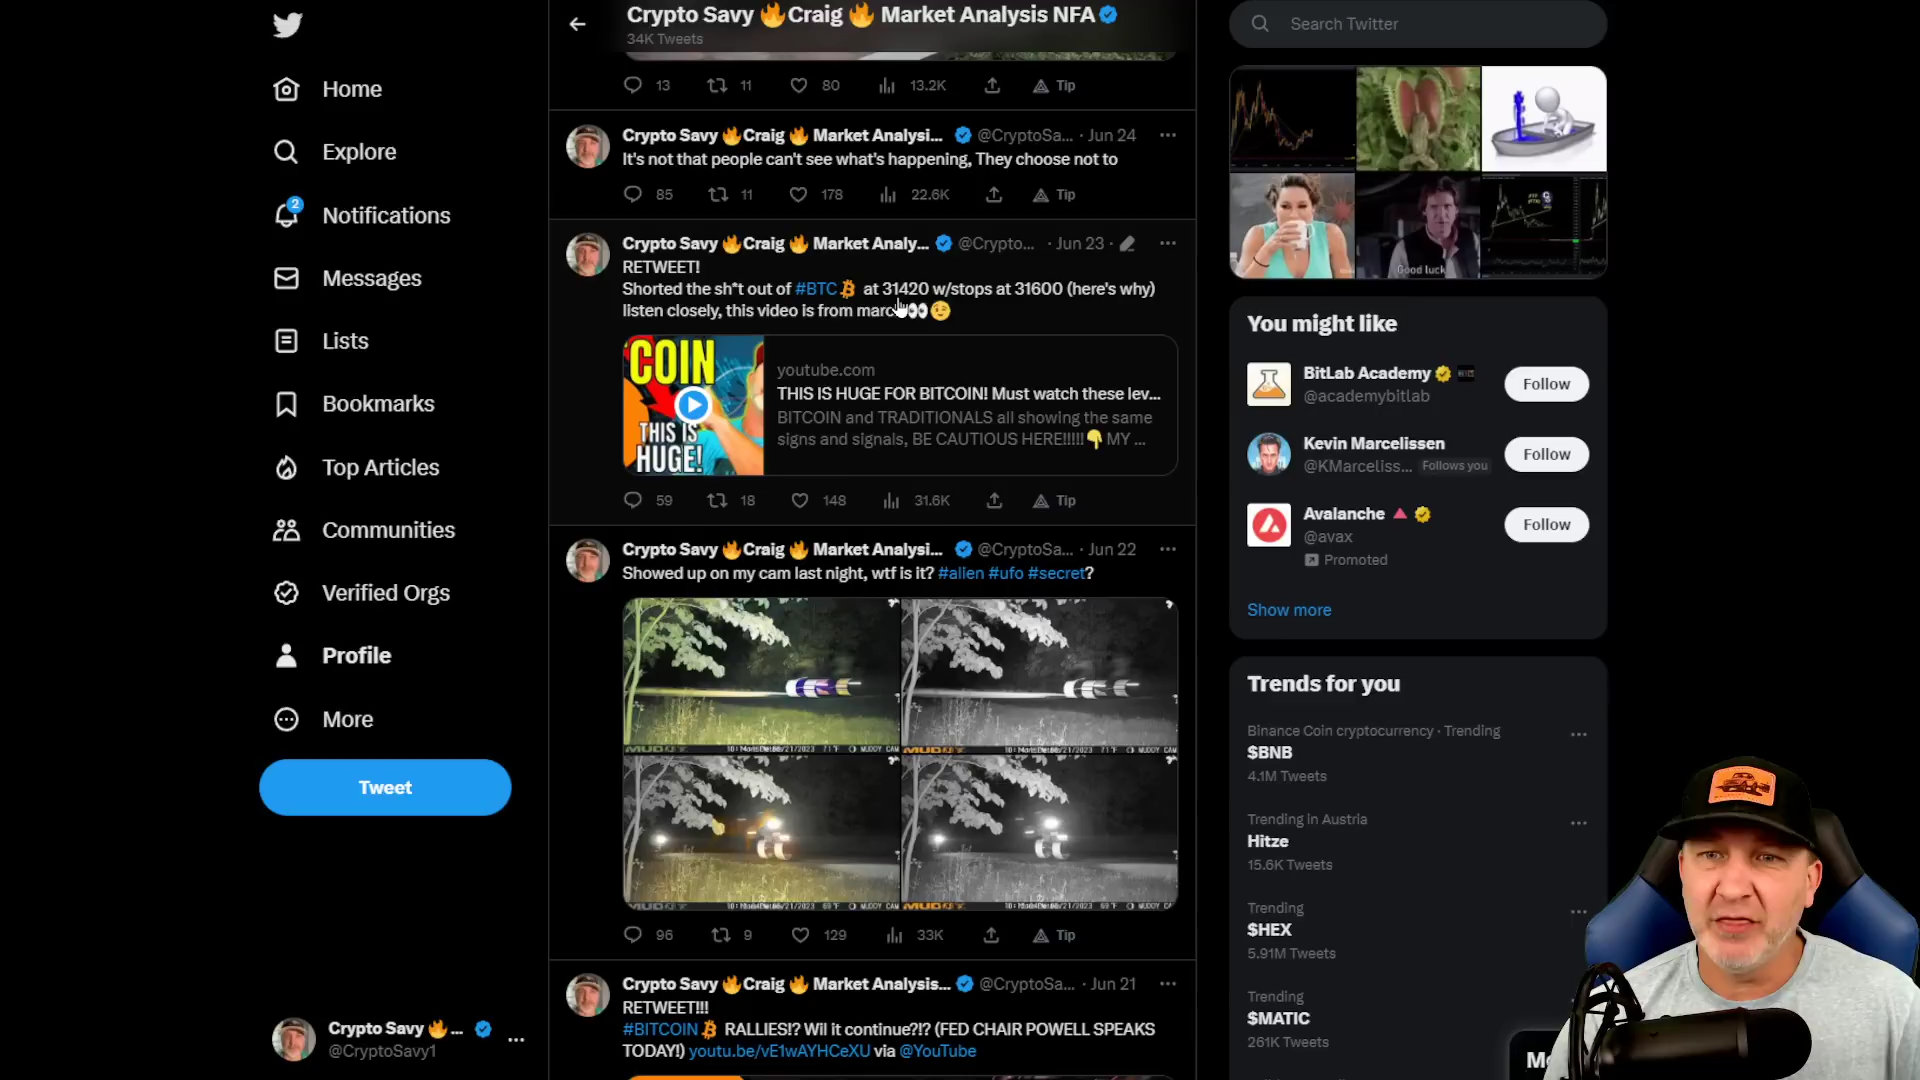 Crypto Savy 🔥Craig 🔥 Market Analysis NFA
34K Tweets
Search Twitter
Home
Explore
2
Notifications
Messages
Lists
Bookmarks
Top Articles
Communities
Verified Orgs
Profile
More
Tweet
Crypto Savy 🔥...
@CryptoSavy1
13 11 80 13.2K Tip
Crypto Savy 🔥Craig 🔥 Market Analysi... @CryptoSa... · Jun 24
It's not that people can't see what's happening, They choose not to
85 11 178 22.6K Tip
Crypto Savy 🔥Craig 🔥 Market Analy... @Crypto... · Jun 23 ·
RETWEET!
Shorted the sh*t out of #BTC at 31420 w/stops at 31600 (here's why)
listen closely, this video is from marc
COIN
THIS IS
HUGE!
youtube.com
THIS IS HUGE FOR BITCOIN! Must watch these lev...
BITCOIN and TRADITIONALS all showing the same
signs and signals, BE CAUTIOUS HERE!!!!!👇 MY ...
59 18 148 31.6K Tip
Crypto Savy 🔥Craig 🔥 Market Analysi... @CryptoSa... · Jun 22
Showed up on my cam last night, wtf is it? #alien #ufo #secret?
MUDDY CAM
MUDDY CAM
MUDDY CAM
96 9 129 33K Tip
Crypto Savy 🔥Craig 🔥 Market Analysis... @CryptoSa... · Jun 21
RETWEET!!!
#BITCOIN RALLIES!? Wil it continue?!? (FED CHAIR POWELL SPEAKS
TODAY!) youtu.be/vE1wAYHCeXU via @YouTube
Good luck
You might like
BitLab Academy
@academybitlab
Follow
Kevin Marcelissen
@KMarceliss... Follows you
Follow
Avalanche
@avax
Promoted
Follow
Show more
Trends for you
Binance Coin cryptocurrency · Trending
$BNB
4.1M Tweets
Trending in Austria
Hitze
15.6K Tweets
Trending
$HEX
5.91M Tweets
Trending
$MATIC
261K Tweets